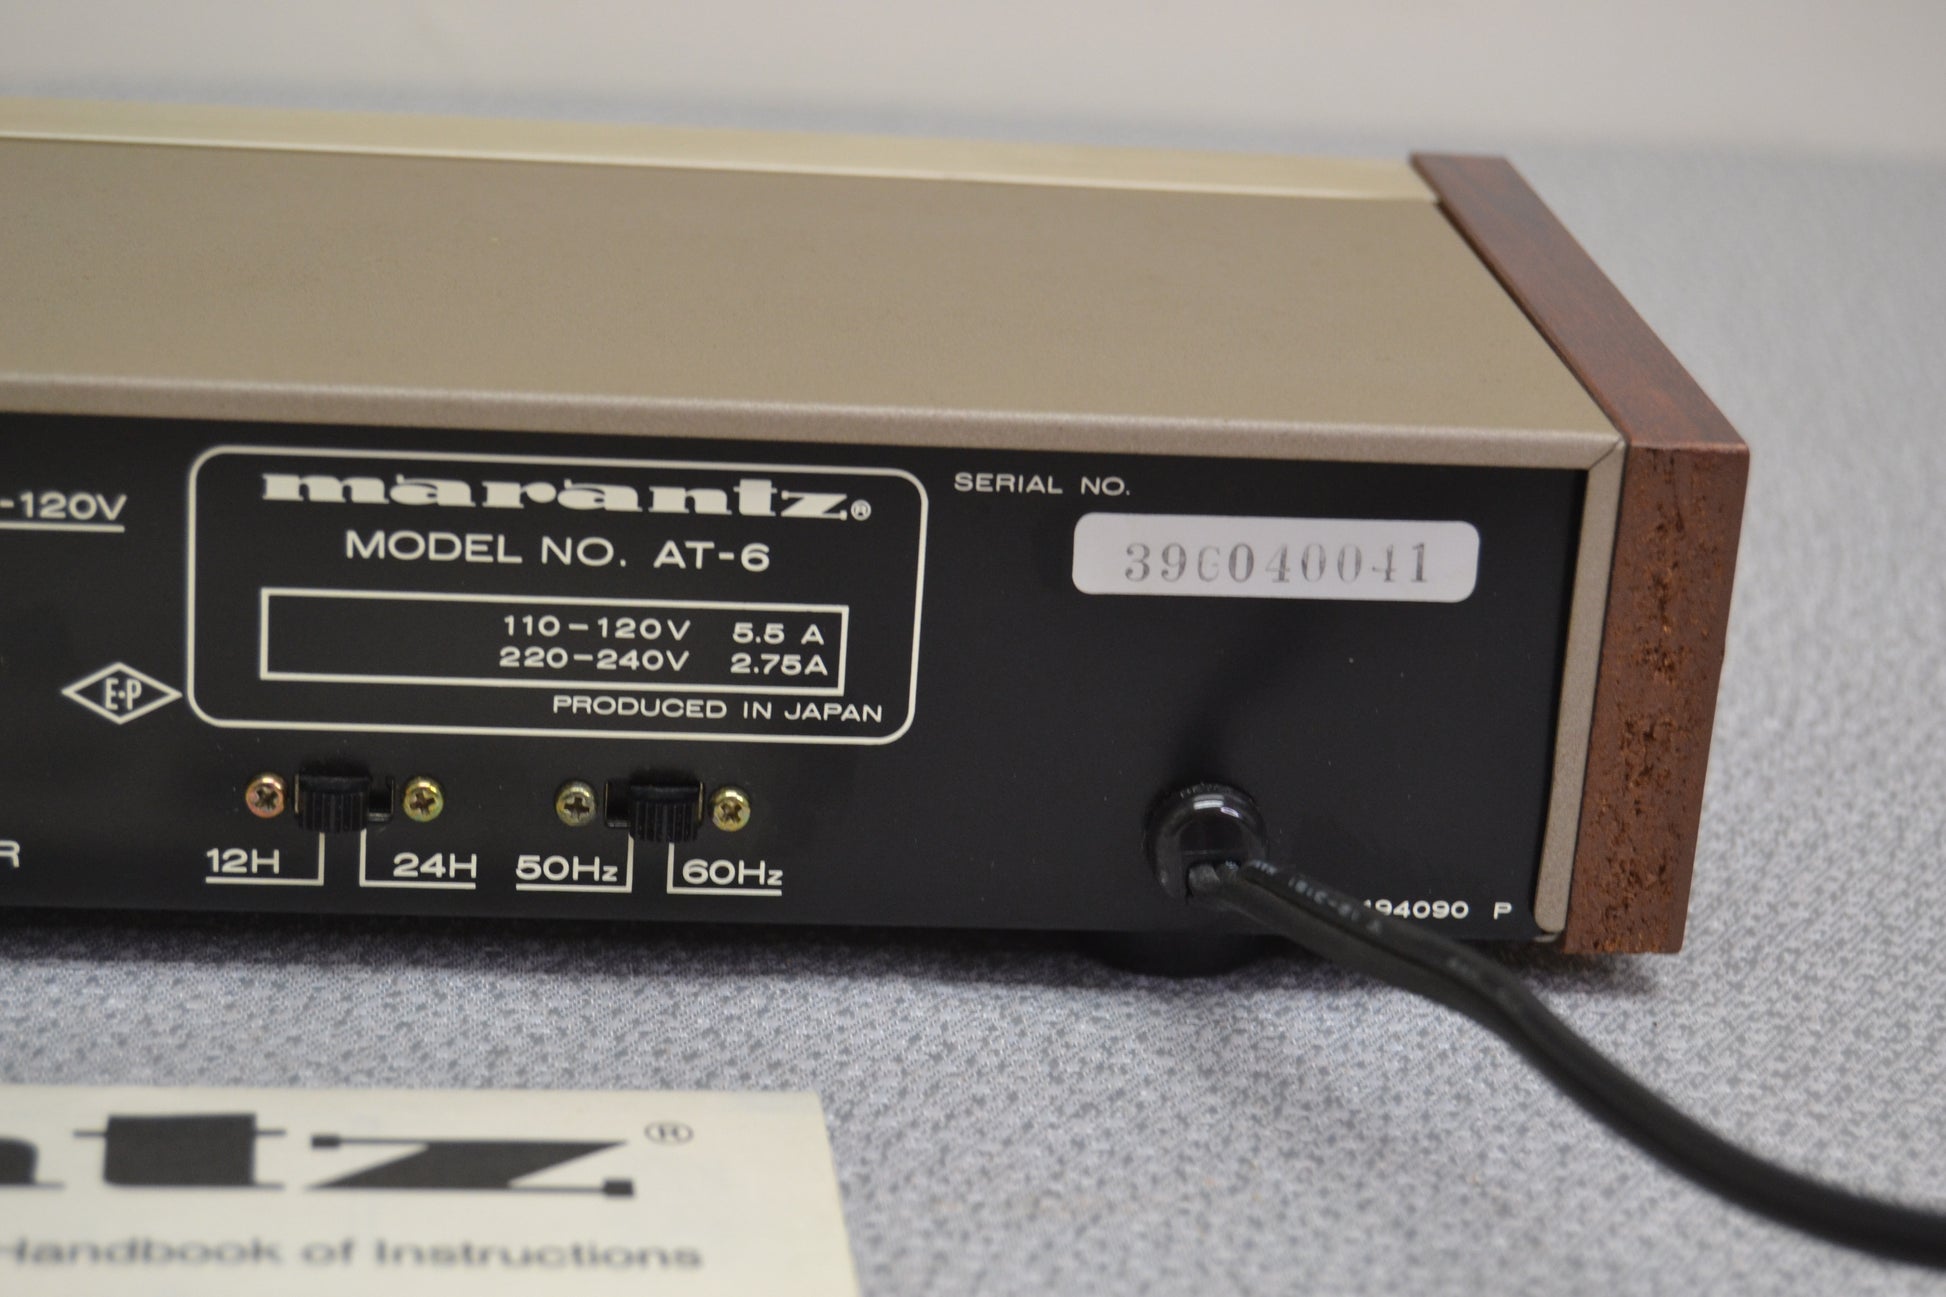 -120V
marantz®
MODEL NO. AT-6
110-120V 5.5 A
220-240V 2.75A
PRODUCED IN JAPAN
E-P
SERIAL NO.
39G040041
R
12H 24H 50Hz 60Hz
194090 P
ntz®
Handbook of Instructions